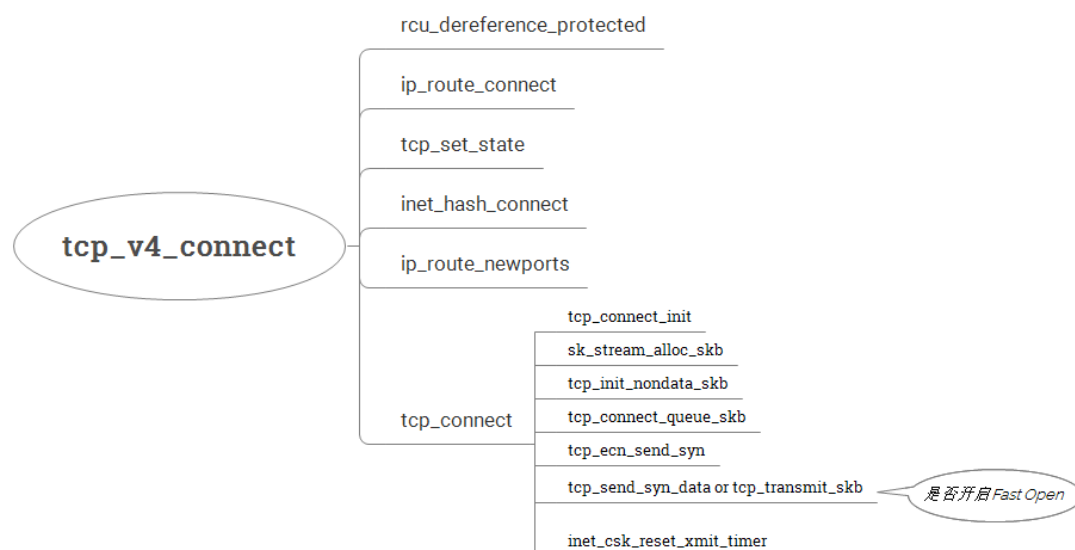 rcu_dereference_protected
ip_route_connect
tcp_set_state
inet_hash_connect
tcp_v4_connect
ip_route_newports
tcp_connect_init
sk_stream_alloc_skb
tcp_init_nondata_skb
tcp_connect
tcp_connect_queue_skb
tcp_ecn_send_syn
tcp_send_syn_data or tcp_transmit_skb
是否开启Fast Open
inet_csk_reset_xmit_timer